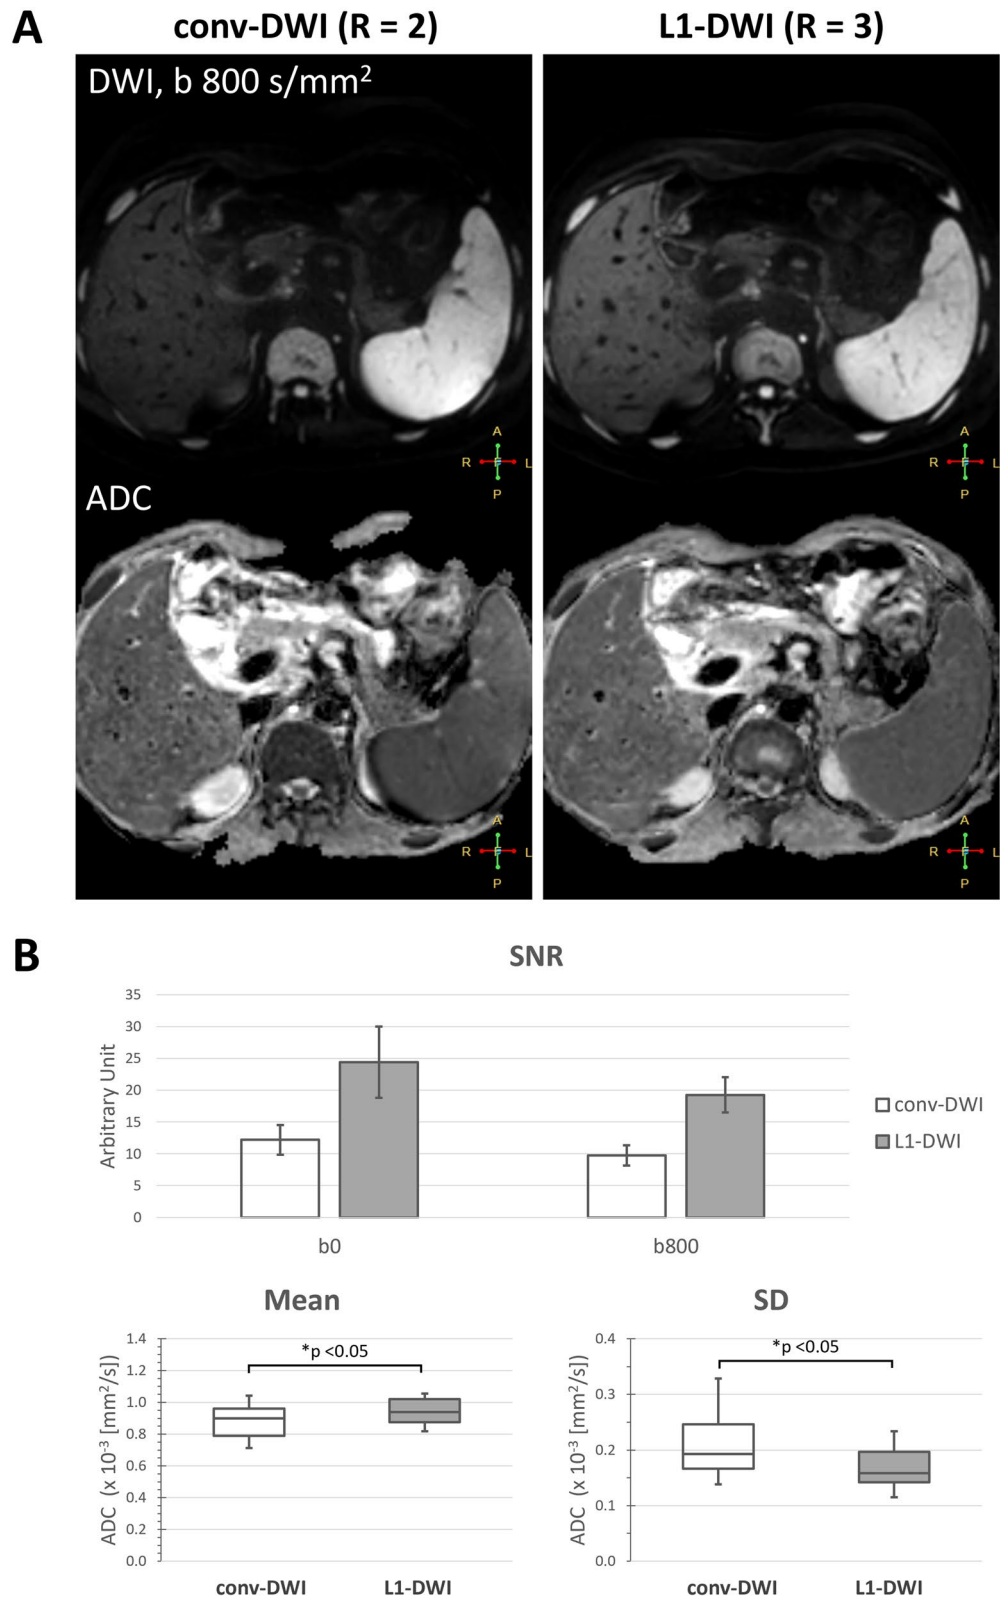 A
conv-DWI (R = 2)
L1-DWI (R = 3)
DWI, b 800 s/mm²
A
R F L
P
A
R F L
P
ADC
A
R F L
P
A
R F L
P
B
SNR
Arbitrary Unit
35
30
25
20
15
10
5
0
b0
b800
conv-DWI
L1-DWI
Mean
ADC (x 10⁻³ [mm²/s])
1.4
1.2
1.0
0.8
0.6
0.4
0.2
0.0
*p <0.05
conv-DWI
L1-DWI
SD
ADC (x 10⁻³ [mm²/s])
0.4
0.3
0.2
0.1
0.0
*p <0.05
conv-DWI
L1-DWI